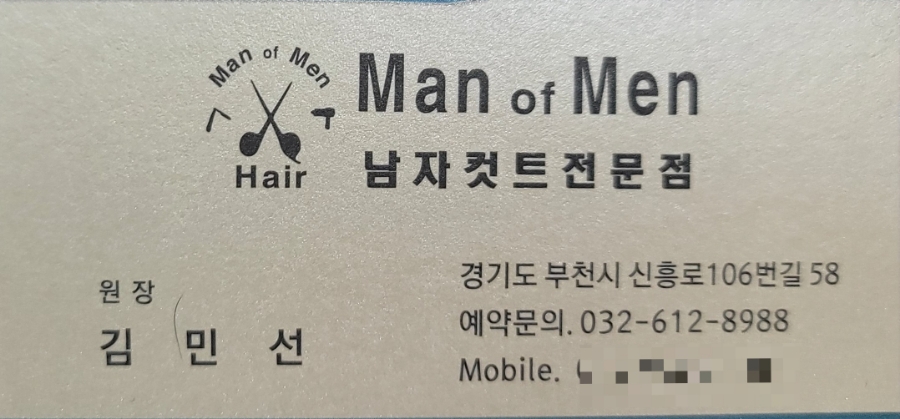 Man of Men
Hair
Man of Men
남자컷트전문점
원장
김 민 선
경기도 부천시 신흥로106번길 58
예약문의. 032-612-8988
Mobile.